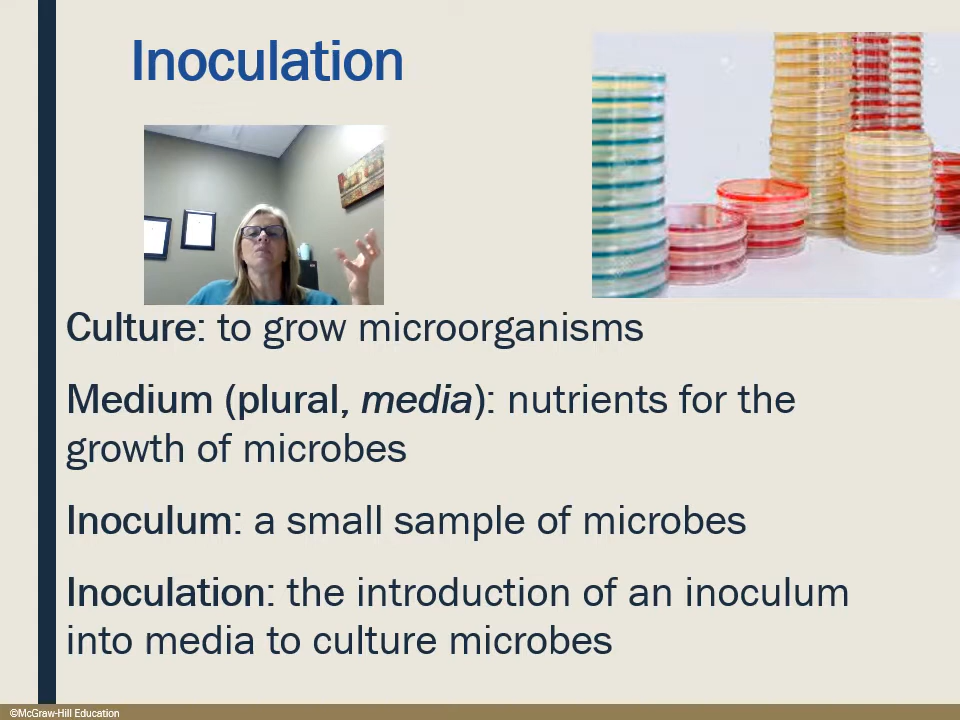 Inoculation
Culture: to grow microorganisms
Medium (plural, media): nutrients for the
growth of microbes
Inoculum: a small sample of microbes
Inoculation: the introduction of an inoculum
into media to culture microbes
©McGraw-Hill Education